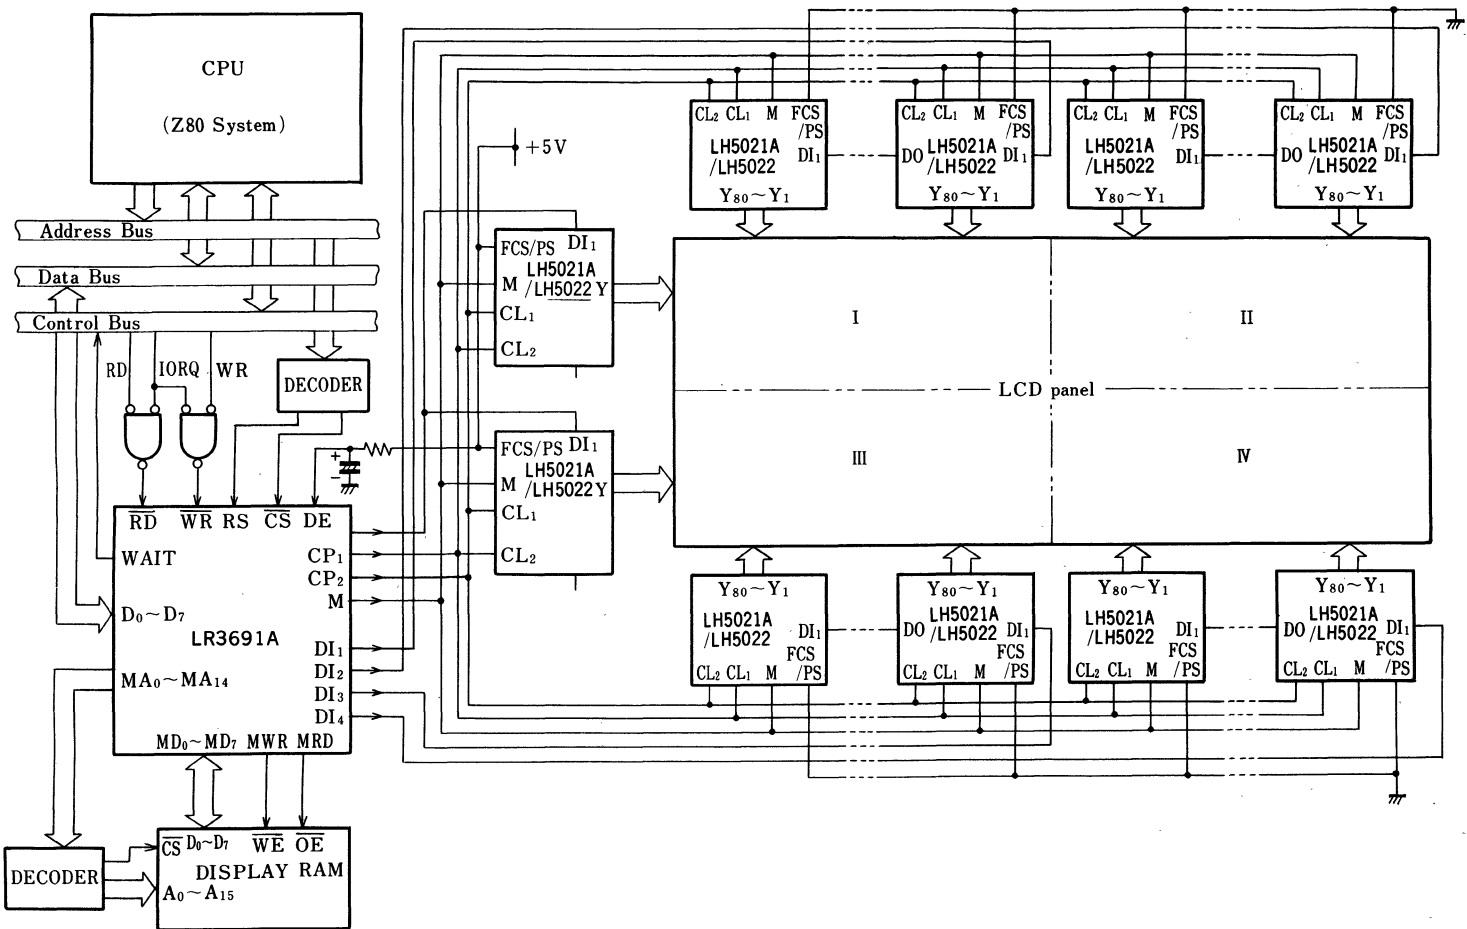 CPU
(Z80 System)
Address Bus
Data Bus
Control Bus
RD
IORQ
WR
DECODER
+5V
+
−
RD WR RS CS DE
WAIT
CP1
CP2
M
D0~D7
LR3691A
DI1
DI2
MA0~MA14
DI3
DI4
MD0~MD7 MWR MRD
DECODER
CS D0~D7 WE OE
DISPLAY RAM
A0~A15
FCS/PS DI1
LH5021A
M /LH5022 Y
CL1
CL2
FCS/PS DI1
LH5021A
M /LH5022 Y
CL1
CL2
CL2 CL1 M FCS
/PS
LH5021A
/LH5022 DI1
Y80~Y1
CL2 CL1 M FCS
/PS
LH5021A
DO /LH5022 DI1
Y80~Y1
CL2 CL1 M FCS
/PS
LH5021A
/LH5022 DI1
Y80~Y1
CL2 CL1 M FCS
/PS
LH5021A
DO /LH5022 DI1
Y80~Y1
I
II
LCD panel
III
IV
Y80~Y1
LH5021A
/LH5022 DI1
FCS
CL2 CL1 M /PS
Y80~Y1
LH5021A
DO /LH5022 DI1
FCS
CL2 CL1 M /PS
Y80~Y1
LH5021A
/LH5022 DI1
FCS
CL2 CL1 M /PS
Y80~Y1
LH5021A
DO /LH5022 DI1
FCS
CL2 CL1 M /PS